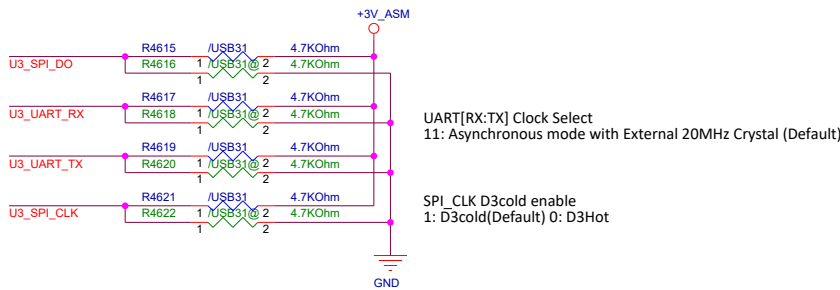 +3V_ASM
R4615 /USB31 4.7KOhm
U3_SPI_DO R4616 1 /USB31@ 2 4.7KOhm
1 2
R4617 /USB31 4.7KOhm
U3_UART_RX R4618 1 /USB31@ 2 4.7KOhm
1 2
UART[RX:TX] Clock Select
11: Asynchronous mode with External 20MHz Crystal (Default)
R4619 /USB31 4.7KOhm
U3_UART_TX R4620 1 /USB31@ 2 4.7KOhm
1 2
R4621 /USB31 4.7KOhm
U3_SPI_CLK R4622 1 /USB31@ 2 4.7KOhm
1 2
SPI_CLK D3cold enable
1: D3cold(Default) 0: D3Hot
GND